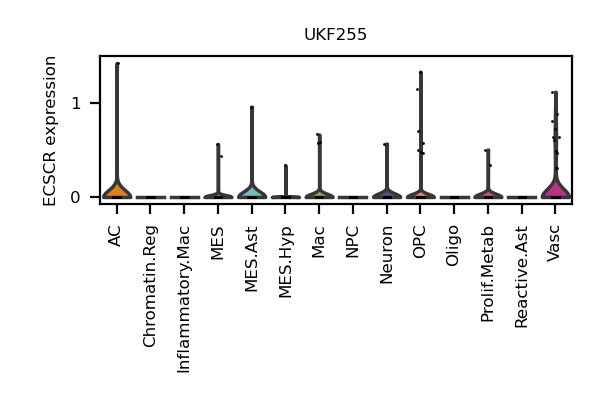 UKF255
ECSCR expression
1
0
AC
Chromatin.Reg
Inflammatory.Mac
MES
MES.Ast
MES.Hyp
Mac
NPC
Neuron
OPC
Oligo
Prolif.Metab
Reactive.Ast
Vasc